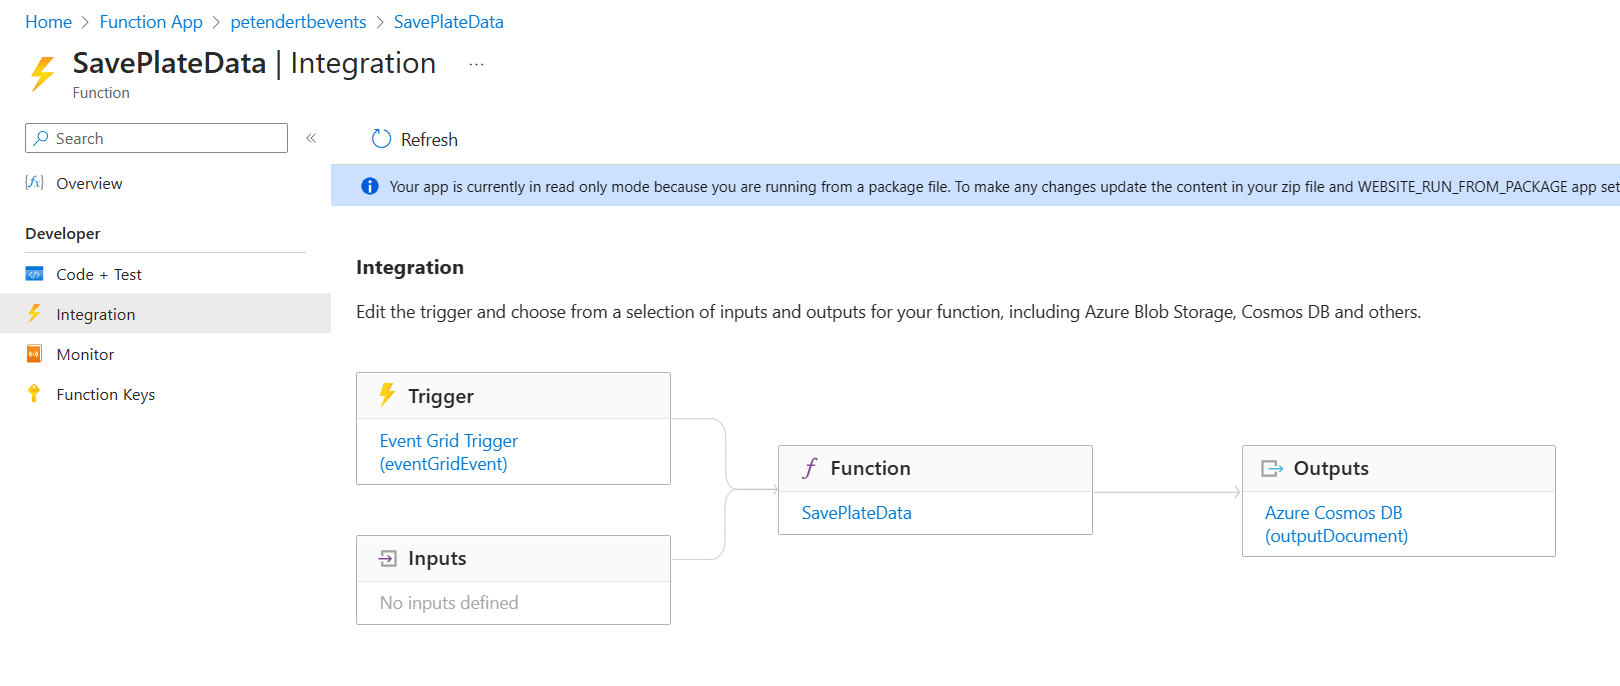 Home > Function App > petendertbevents > SavePlateData
SavePlateData | Integration ...
Function
Search «
Refresh
Overview
Your app is currently in read only mode because you are running from a package file. To make any changes update the content in your zip file and WEBSITE_RUN_FROM_PACKAGE app set
Developer
Code + Test
Integration
Monitor
Function Keys
Integration
Edit the trigger and choose from a selection of inputs and outputs for your function, including Azure Blob Storage, Cosmos DB and others.
Trigger
Event Grid Trigger
(eventGridEvent)
Inputs
No inputs defined
Function
SavePlateData
Outputs
Azure Cosmos DB
(outputDocument)